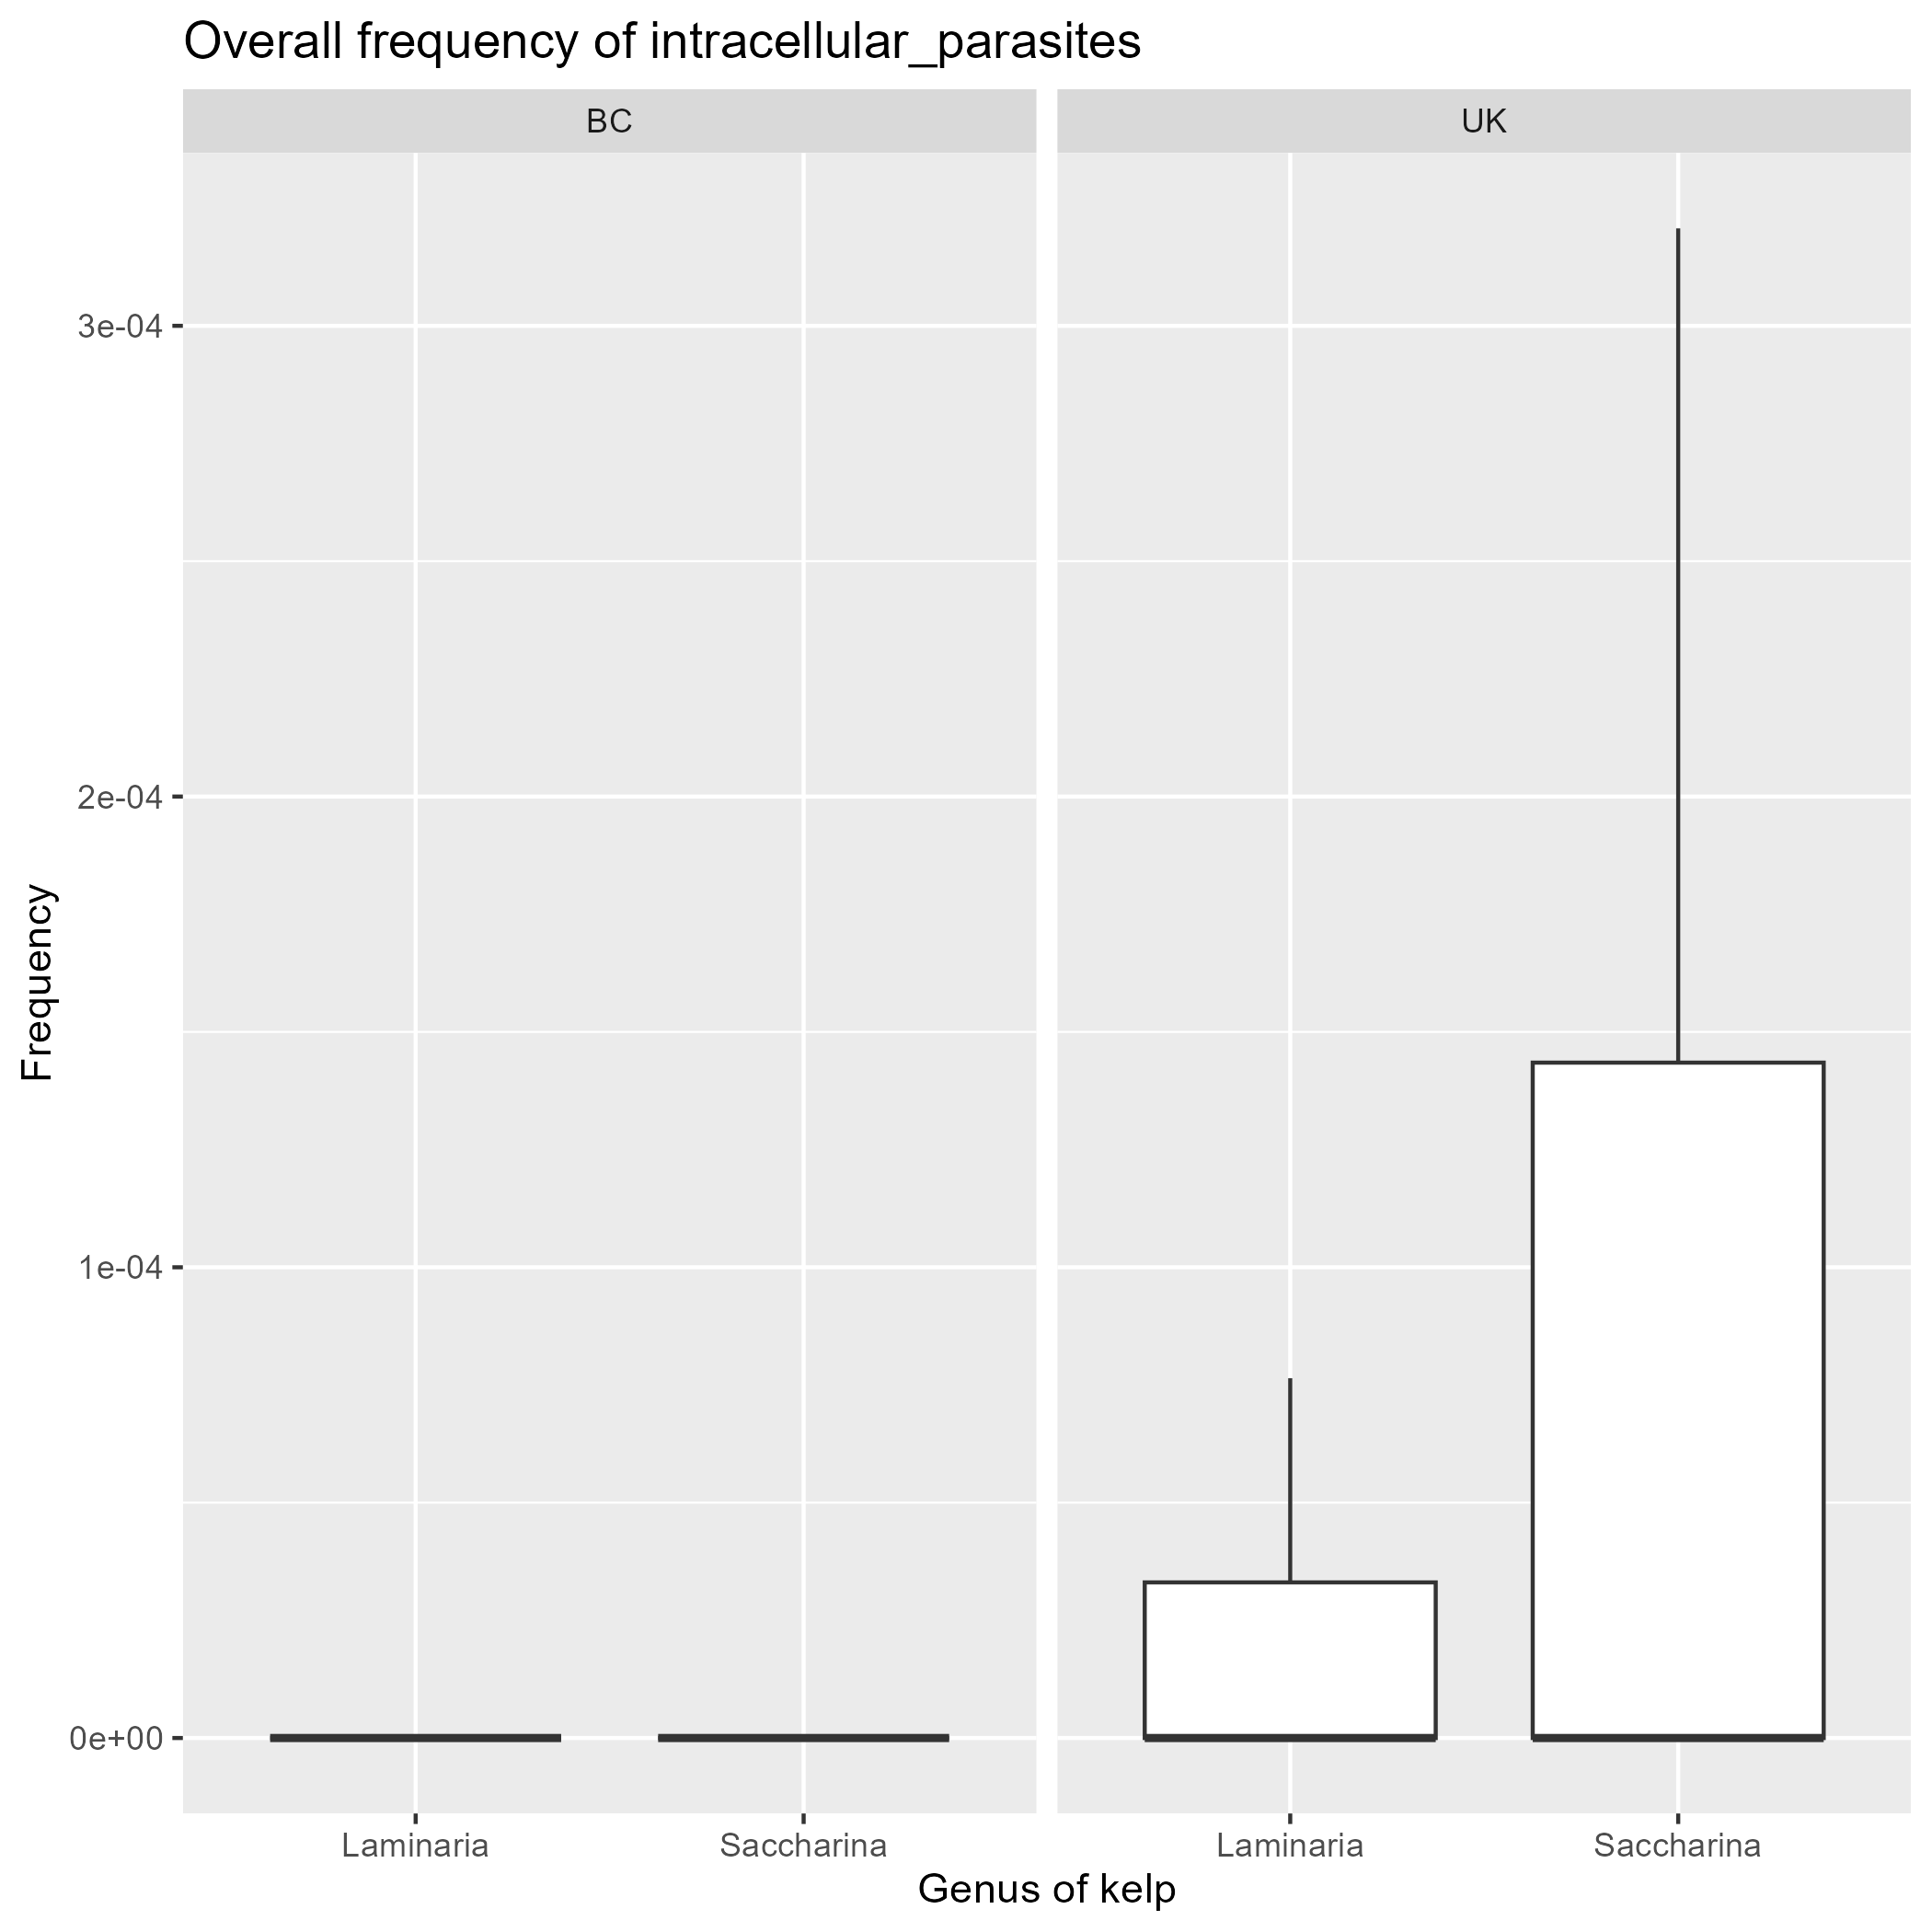 Overall frequency of intracellular_parasites
BC
UK
3e-04
2e-04
1e-04
0e+00
Frequency
Laminaria
Saccharina
Laminaria
Saccharina
Genus of kelp